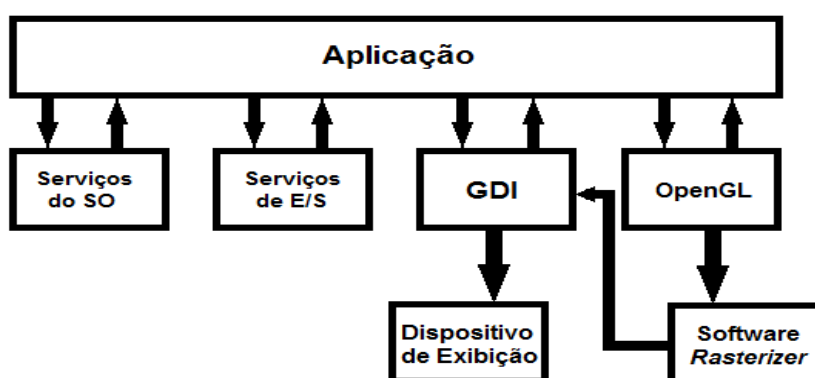 Aplicação
Serviços
do SO
Serviços
de E/S
GDI
OpenGL
Dispositivo
de Exibição
Software
Rasterizer